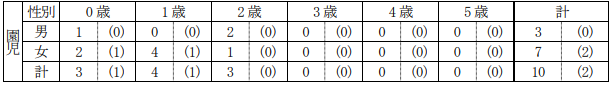 園児 性別 0歳 1歳 2歳 3歳 4歳 5歳 計
男 1 (0) 0 (0) 2 (0) 0 (0) 0 (0) 0 (0) 3 (0)
女 2 (1) 4 (1) 1 (0) 0 (0) 0 (0) 0 (0) 7 (2)
計 3 (1) 4 (1) 3 (0) 0 (0) 0 (0) 0 (0) 10 (2)